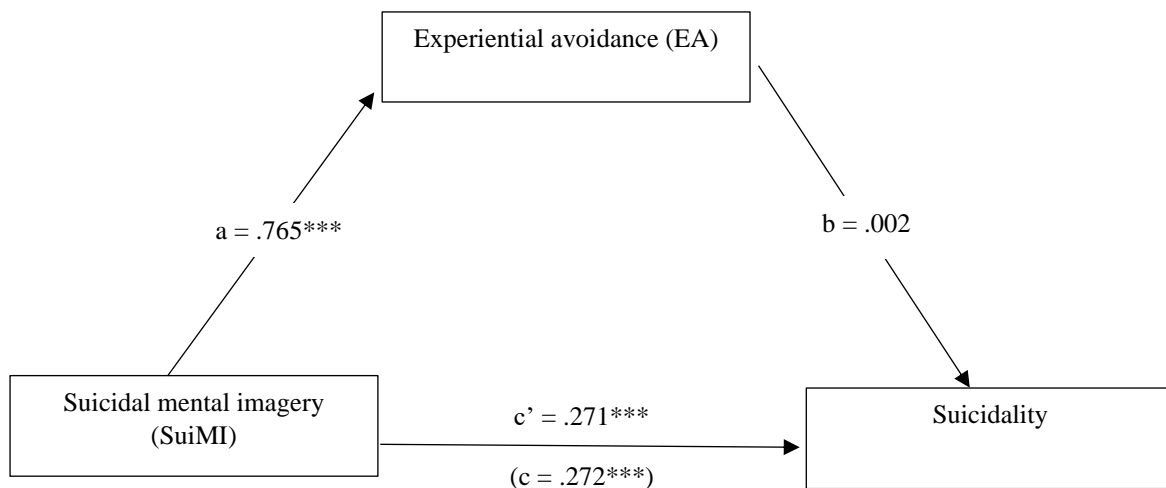 Experiential avoidance (EA)
a = .765***
b = .002
Suicidal mental imagery
(SuiMI)
c’ = .271***
(c = .272***)
Suicidality